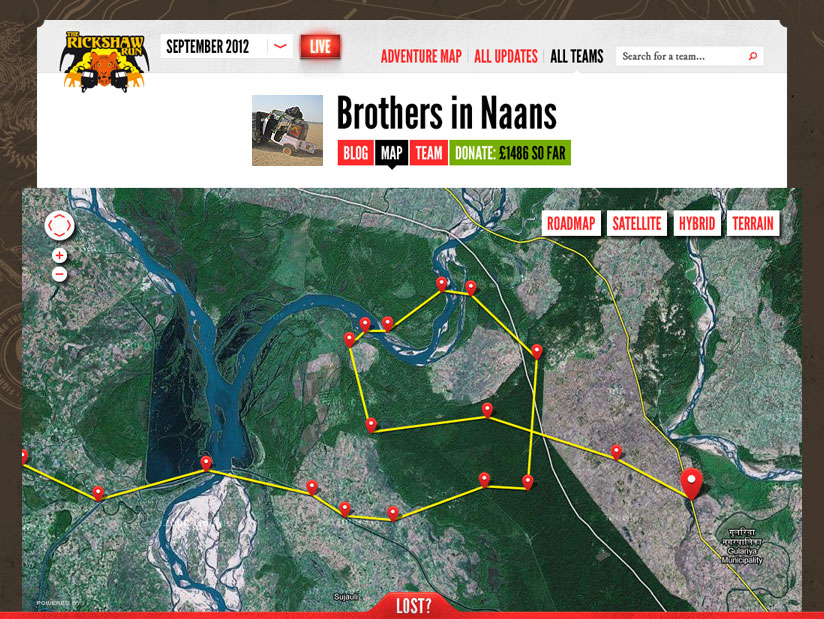 THE
RICKSHAW
RUN
SEPTEMBER 2012
LIVE
ADVENTURE MAP
ALL UPDATES
ALL TEAMS
Search for a team...
Brothers in Naans
BLOG
MAP
TEAM
DONATE: £1486 SO FAR
ROADMAP
SATELLITE
HYBRID
TERRAIN
गुलरिया
नगरपालिका
Gulariya
Municipality
Sujauli
POWERED BY
LOST?